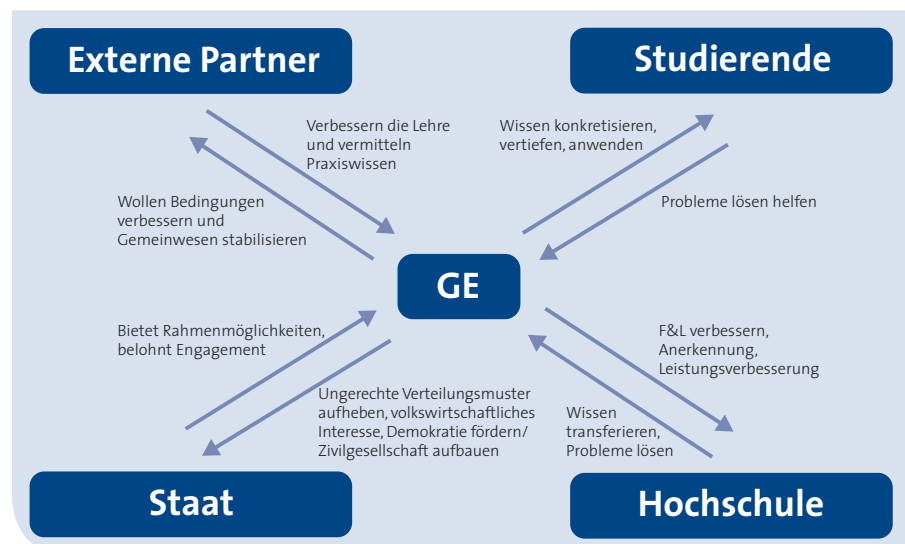 Externe Partner
Studierende
Verbessern die Lehre
und vermitteln
Praxiswissen
Wissen konkretisieren,
vertiefen, anwenden
Wollen Bedingungen
verbessern und
Gemeinwesen stabilisieren
Probleme lösen helfen
GE
Bietet Rahmenmöglichkeiten,
belohnt Engagement
F&L verbessern,
Anerkennung,
Leistungsverbesserung
Ungerechte Verteilungsmuster
aufheben, volkswirtschaftliches
Interesse, Demokratie fördern/
Zivilgesellschaft aufbauen
Wissen
transferieren,
Probleme lösen
Staat
Hochschule